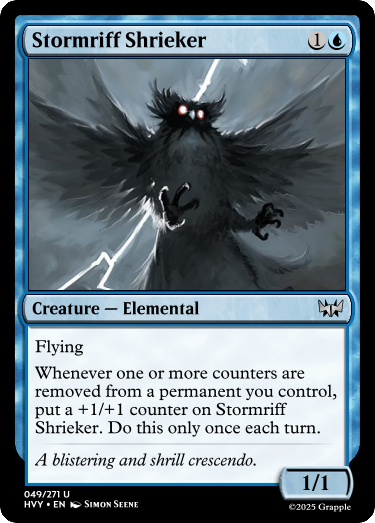 Stormriff Shrieker 1
Creature — Elemental
Flying
Whenever one or more counters are
removed from a permanent you control,
put a +1/+1 counter on Stormriff
Shrieker. Do this only once each turn.
A blistering and shrill crescendo.
1/1
049/271 U
HVY • EN Simon Seene
©2025 Grapple